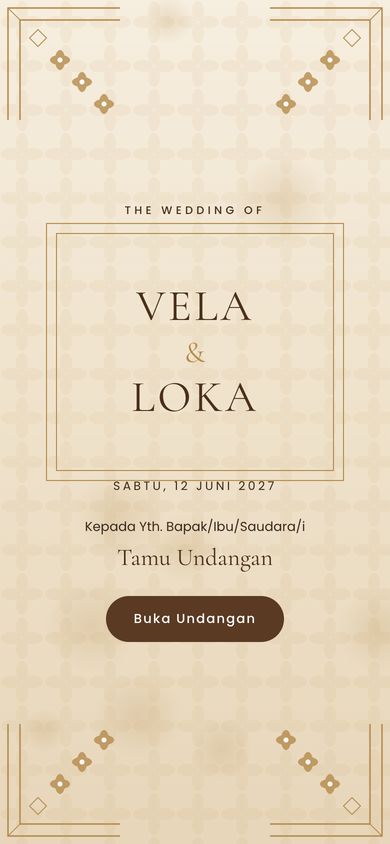 THE WEDDING OF
VELA
&
LOKA
SABTU, 12 JUNI 2027
Kepada Yth. Bapak/Ibu/Saudara/i
Tamu Undangan
Buka Undangan